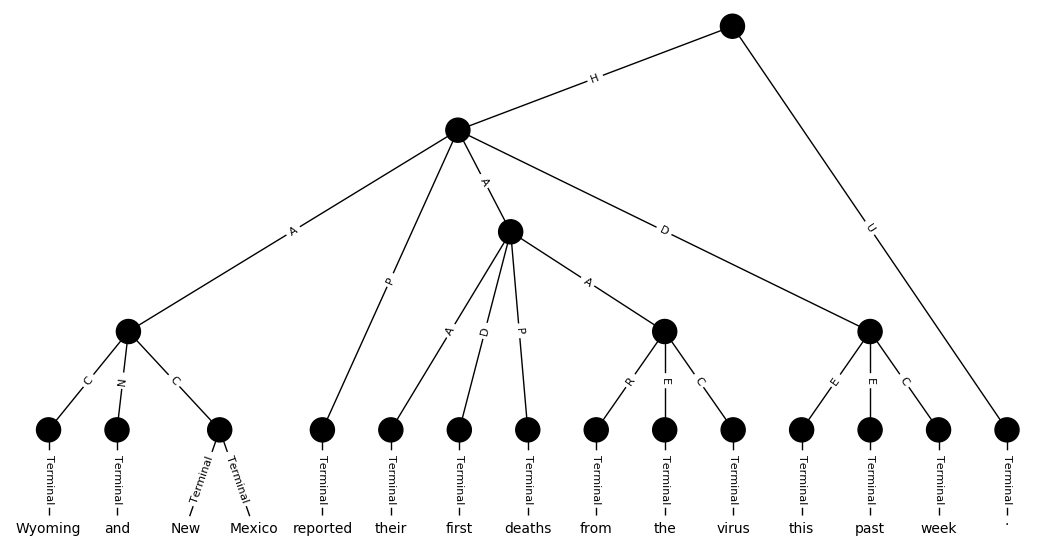 H
A
A
P
D
U
A
A
D
P
C
N
C
R
E
C
E
E
C
Terminal Terminal Terminal Terminal Terminal Terminal Terminal Terminal Terminal Terminal Terminal Terminal Terminal Terminal Terminal
Wyoming and New Mexico reported their first deaths from the virus this past week .